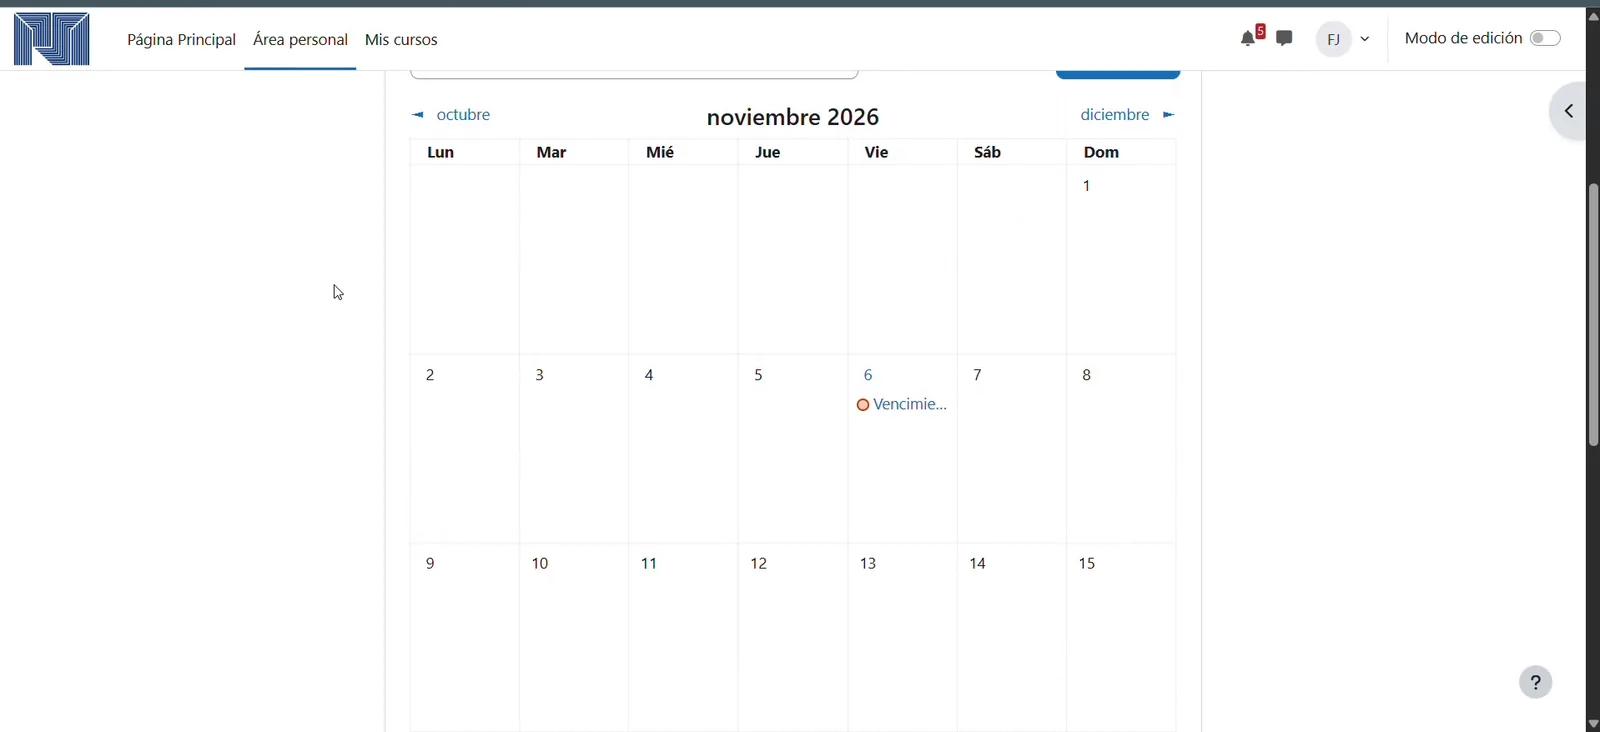 Página Principal
Área personal
Mis cursos
5
FJ
Modo de edición
◄ octubre
noviembre 2026
diciembre ►
Lun Mar Mié Jue Vie Sáb Dom
1
2 3 4 5 6 7 8
Vencimie...
9 10 11 12 13 14 15
?